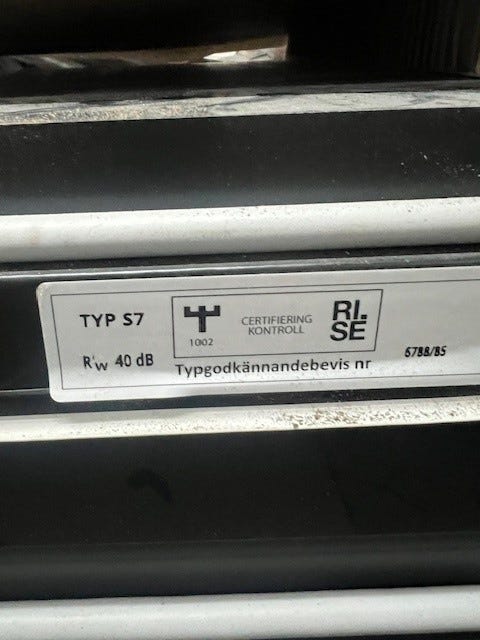 TYP S7
1002
CERTIFIERING
KONTROLL
RI.
SE
R'w 40 dB
Typgodkännandebevis nr
6788/85